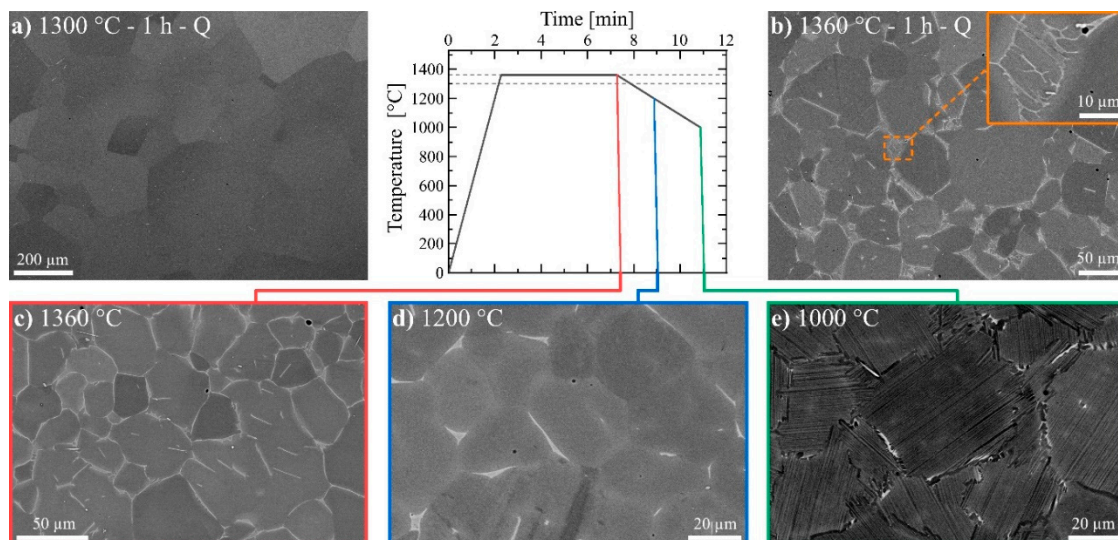 a) 1300 °C - 1 h - Q
200 µm
Time [min]
0 2 4 6 8 10 12
Temperature [°C]
1400
1200
1000
800
600
400
200
0
b) 1360 °C - 1 h - Q
10 µm
50 µm
c) 1360 °C
50 µm
d) 1200 °C
20 µm
e) 1000 °C
20 µm